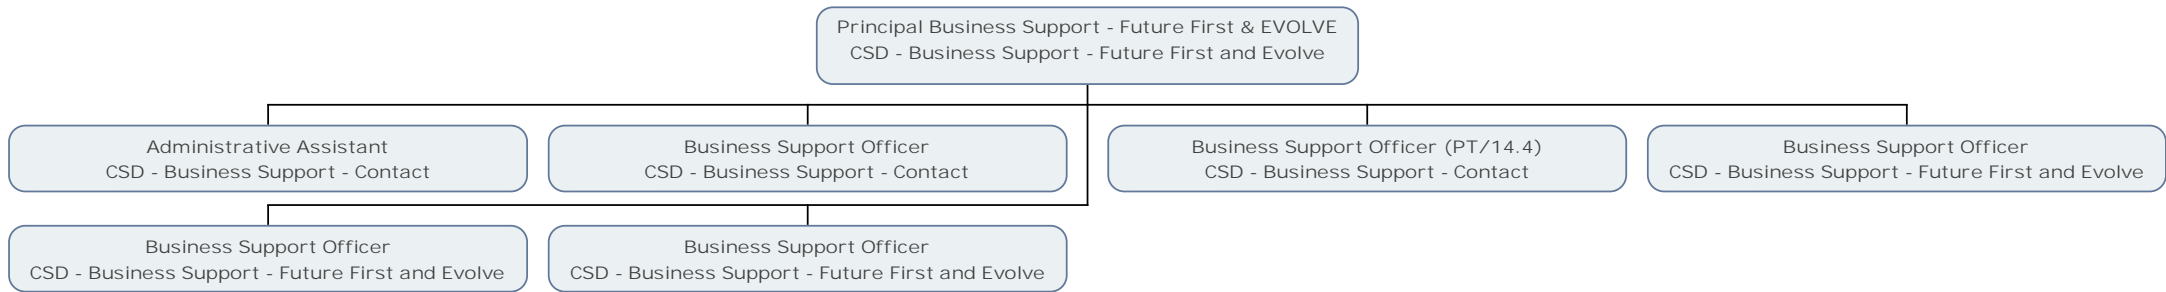 Principal Business Support - Future First & EVOLVE
CSD - Business Support - Future First and Evolve
Administrative Assistant
CSD - Business Support - Contact
Business Support Officer
CSD - Business Support - Contact
Business Support Officer (PT/14.4)
CSD - Business Support - Contact
Business Support Officer
CSD - Business Support - Future First and Evolve
Business Support Officer
CSD - Business Support - Future First and Evolve
Business Support Officer
CSD - Business Support - Future First and Evolve